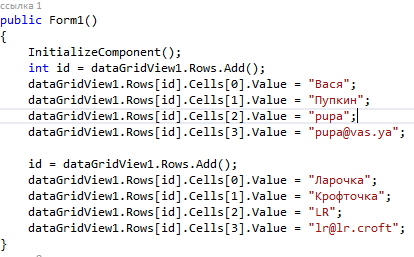 ссылка 1
public Form1()
{
InitializeComponent();
int id = dataGridView1.Rows.Add();
dataGridView1.Rows[id].Cells[0].Value = "Вася";
dataGridView1.Rows[id].Cells[1].Value = "Пупкин";
dataGridView1.Rows[id].Cells[2].Value = "pupa";
dataGridView1.Rows[id].Cells[3].Value = "pupa@vas.ya";
id = dataGridView1.Rows.Add();
dataGridView1.Rows[id].Cells[0].Value = "Ларочка";
dataGridView1.Rows[id].Cells[1].Value = "Крофточка";
dataGridView1.Rows[id].Cells[2].Value = "LR";
dataGridView1.Rows[id].Cells[3].Value = "lr@lr.croft";
}